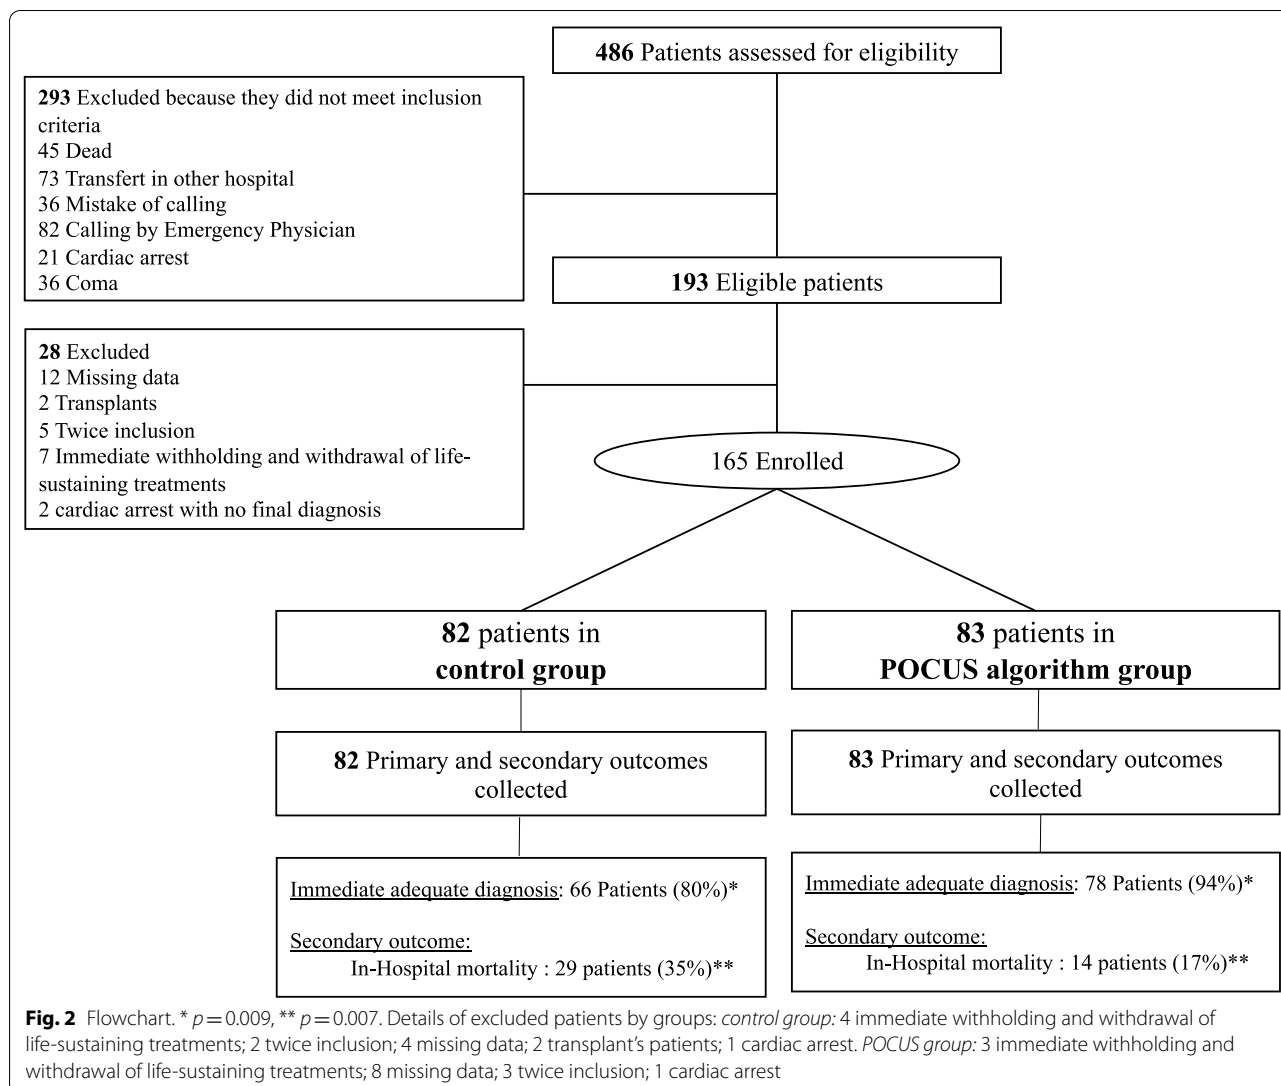 486 Patients assessed for eligibility
293 Excluded because they did not meet inclusion
criteria
45 Dead
73 Transfert in other hospital
36 Mistake of calling
82 Calling by Emergency Physician
21 Cardiac arrest
36 Coma
193 Eligible patients
28 Excluded
12 Missing data
2 Transplants
5 Twice inclusion
7 Immediate withholding and withdrawal of life-
sustaining treatments
2 cardiac arrest with no final diagnosis
165 Enrolled
82 patients in
control group
83 patients in
POCUS algorithm group
82 Primary and secondary outcomes
collected
83 Primary and secondary outcomes
collected
Immediate adequate diagnosis: 66 Patients (80%)*
Secondary outcome:
In-Hospital mortality : 29 patients (35%)**
Immediate adequate diagnosis: 78 Patients (94%)*
Secondary outcome:
In-Hospital mortality : 14 patients (17%)**
Fig. 2 Flowchart. * p = 0.009, ** p = 0.007. Details of excluded patients by groups: control group: 4 immediate withholding and withdrawal of
life-sustaining treatments; 2 twice inclusion; 4 missing data; 2 transplant's patients; 1 cardiac arrest. POCUS group: 3 immediate withholding and
withdrawal of life-sustaining treatments; 8 missing data; 3 twice inclusion; 1 cardiac arrest